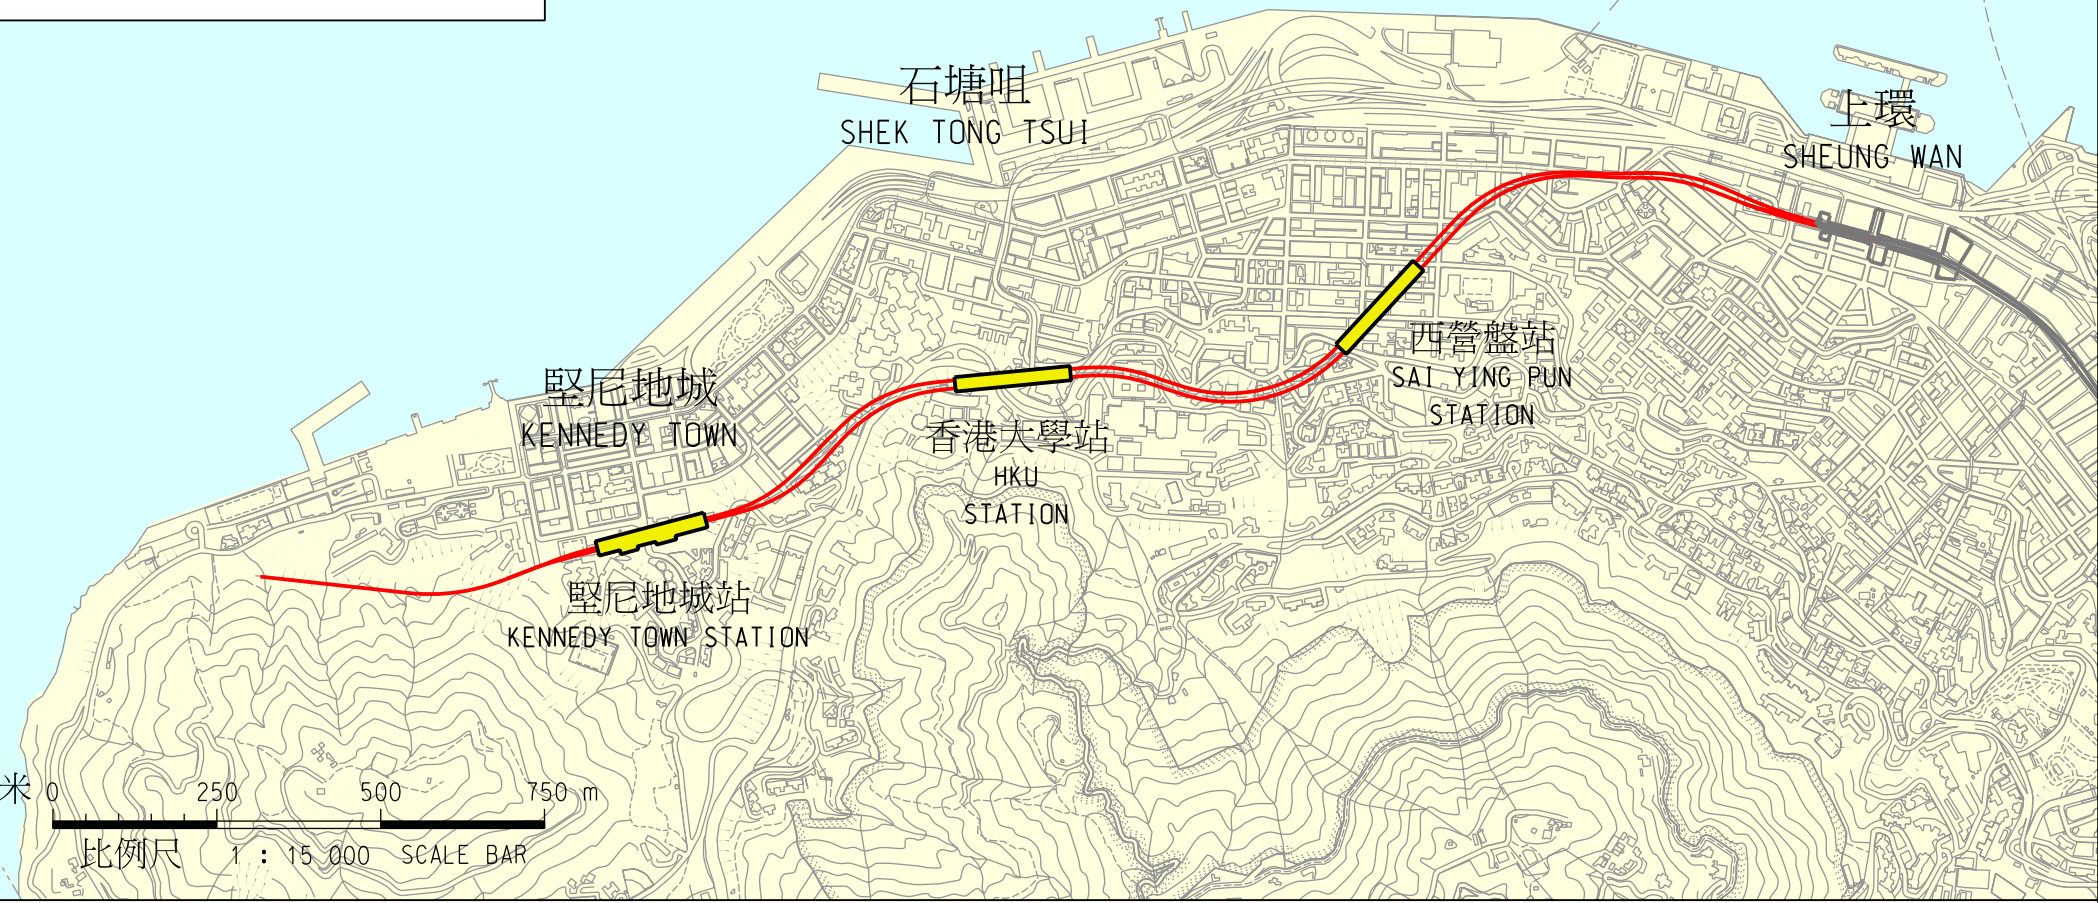 石塘咀
SHEK TONG TSUI
上環
SHEUNG WAN
西營盤站
SAI YING PUN
STATION
堅尼地城
KENNEDY TOWN
香港大學站
HKU
STATION
堅尼地城站
KENNEDY TOWN STATION
米 0 250 500 750 m
比例尺 1 : 15 000 SCALE BAR